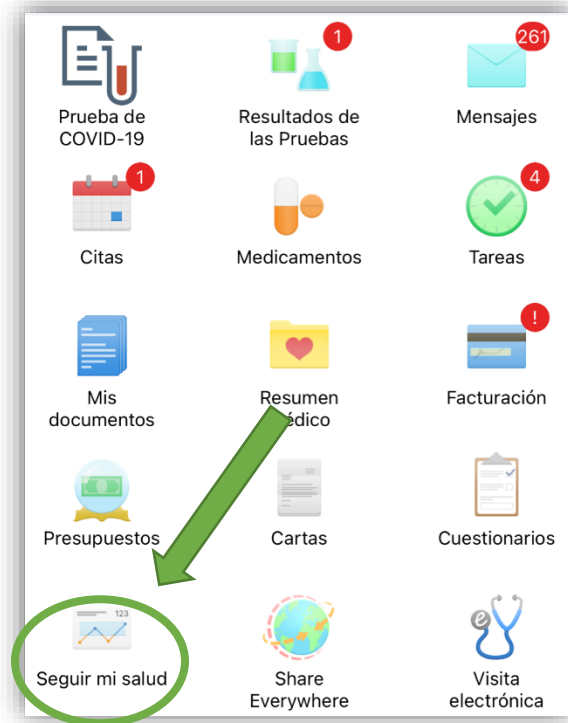 1
261
Prueba de
COVID-19
Resultados de
las Pruebas
Mensajes
1
4
Citas
Medicamentos
Tareas
!
Mis
documentos
Resumen
édico
Facturación
Presupuestos
Cartas
Cuestionarios
123
Seguir mi salud
Share
Everywhere
e
Visita
electrónica